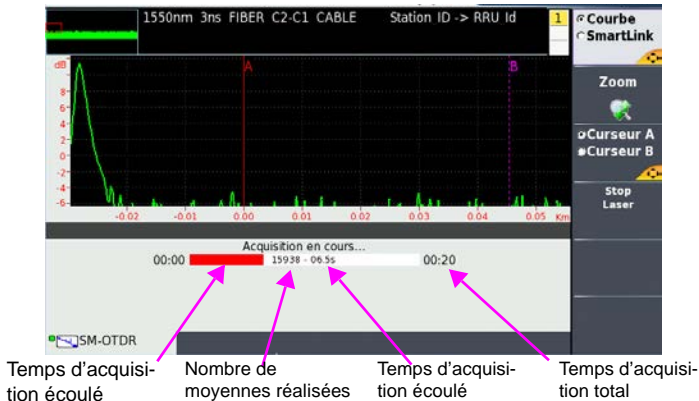 1550nm 3ns FIBER C2-C1 CABLE Station ID -> RRU Id 1
Courbe
SmartLink
dB
A
B
8
6
4
2
0
-2
-4
-6
-0.02 -0.01 0.00 0.01 0.02 0.03 0.04 0.05 Km
Zoom
Curseur A
Curseur B
Stop
Laser
Acquisition en cours...
00:00 15938 - 06.5s 00:20
SM-OTDR
Temps d'acquisi-
tion écoulé
Nombre de
moyennes réalisées
Temps d'acquisi-
tion écoulé
Temps d'acquisi-
tion total